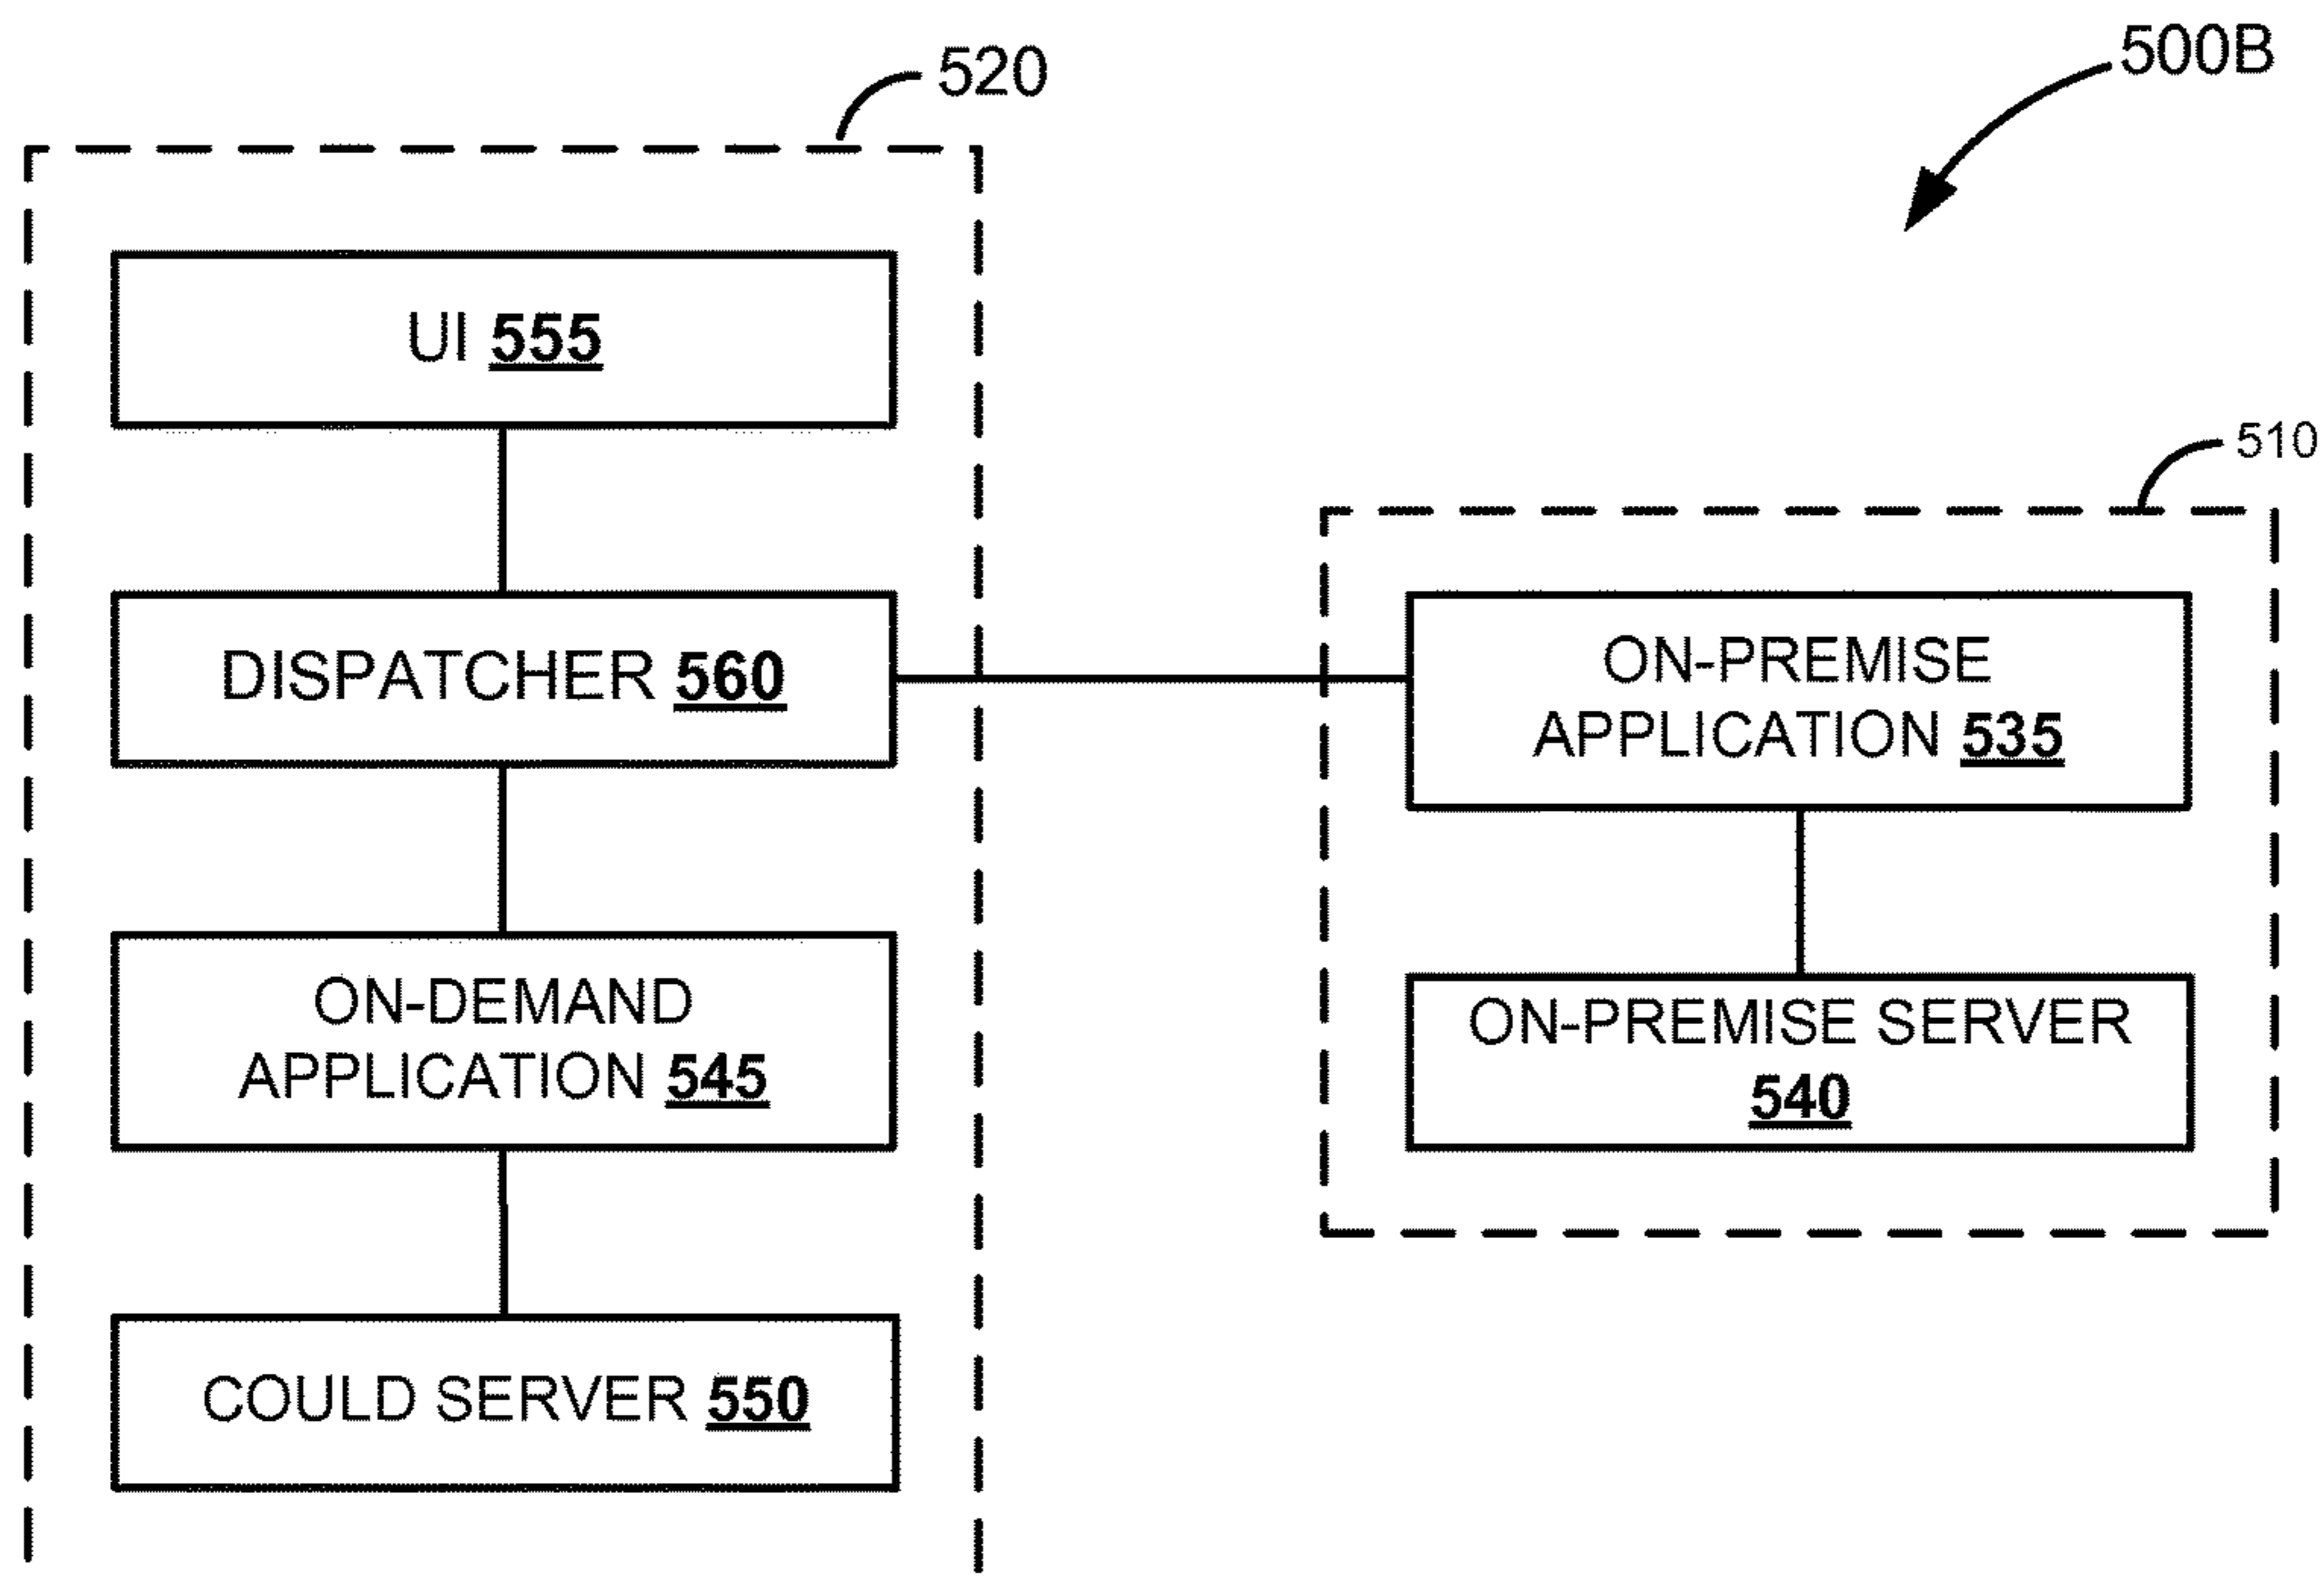 520
500B
UI 555
510
DISPATCHER 560
ON-PREMISE
APPLICATION 535
ON-DEMAND
APPLICATION 545
ON-PREMISE SERVER
540
COULD SERVER 550